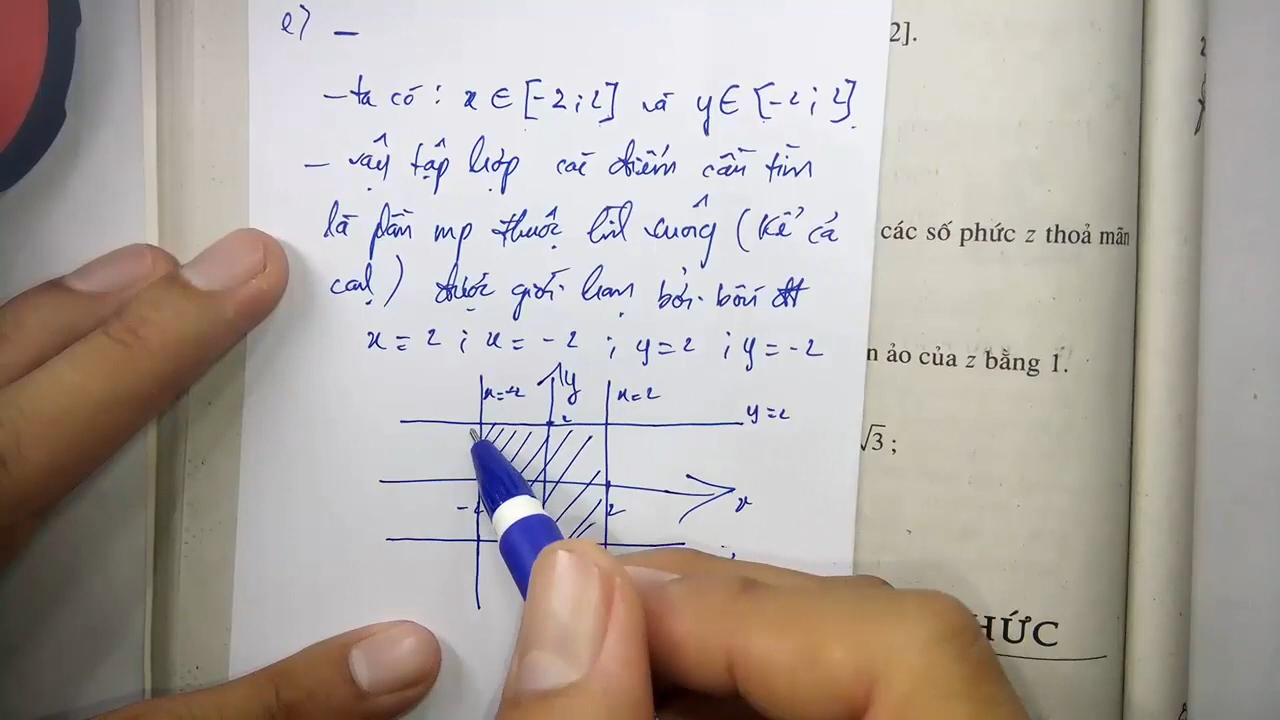 e) -
- ta có : x ∈ [-2 ; 2] và y ∈ [-2 ; 2]
- vậy tập hợp các điểm cần tìm
là phần mp thuộc hình vuông (kể cả
cạnh) được giới hạn bởi bốn đt
x = 2 ; x = -2 ; y = 2 ; y = -2
x = -2 y x = 2
2 y = 2
x
2
2].
các số phức z thoả mãn
n ảo của z bằng 1.
√3 ;
HỨC